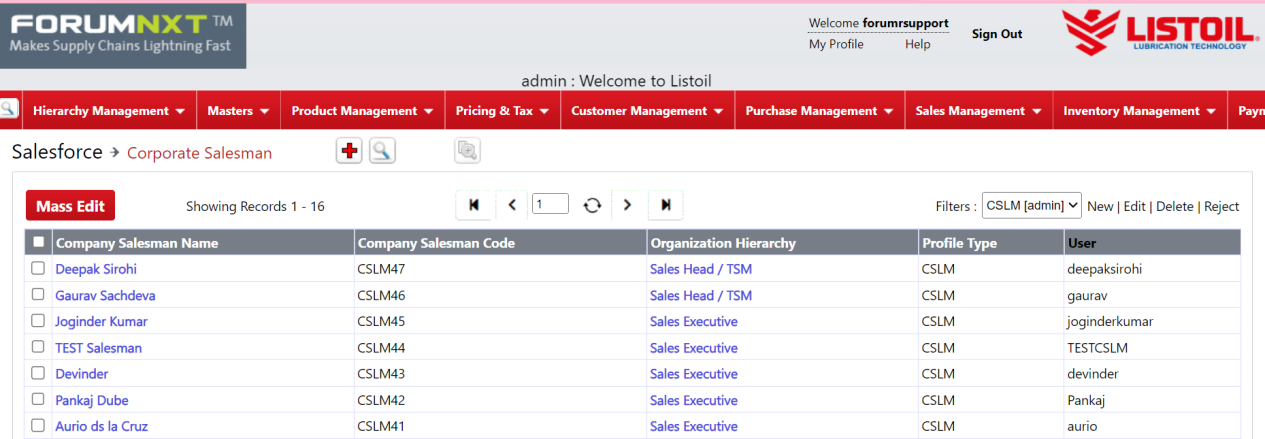 FORUMNXT TM
Makes Supply Chains Lightning Fast
Welcome forumrsupport
My Profile Help
Sign Out
LISTOIL.
LUBRICATION TECHNOLOGY
admin : Welcome to Listoil
Hierarchy Management Masters Product Management Pricing & Tax Customer Management Purchase Management Sales Management Inventory Management Payn
Salesforce → Corporate Salesman
Mass Edit Showing Records 1 - 16 1 Filters : CSLM [admin] New | Edit | Delete | Reject
Company Salesman Name Company Salesman Code Organization Hierarchy Profile Type User
Deepak Sirohi CSLM47 Sales Head / TSM CSLM deepaksirohi
Gaurav Sachdeva CSLM46 Sales Head / TSM CSLM gaurav
Joginder Kumar CSLM45 Sales Executive CSLM joginderkumar
TEST Salesman CSLM44 Sales Executive CSLM TESTCSLM
Devinder CSLM43 Sales Executive CSLM devinder
Pankaj Dube CSLM42 Sales Executive CSLM Pankaj
Aurio ds la Cruz CSLM41 Sales Executive CSLM aurio